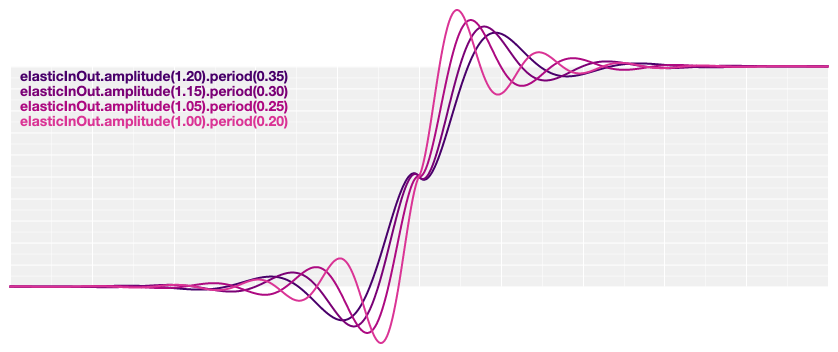 elasticInOut.amplitude(1.20).period(0.35)
elasticInOut.amplitude(1.15).period(0.30)
elasticInOut.amplitude(1.05).period(0.25)
elasticInOut.amplitude(1.00).period(0.20)